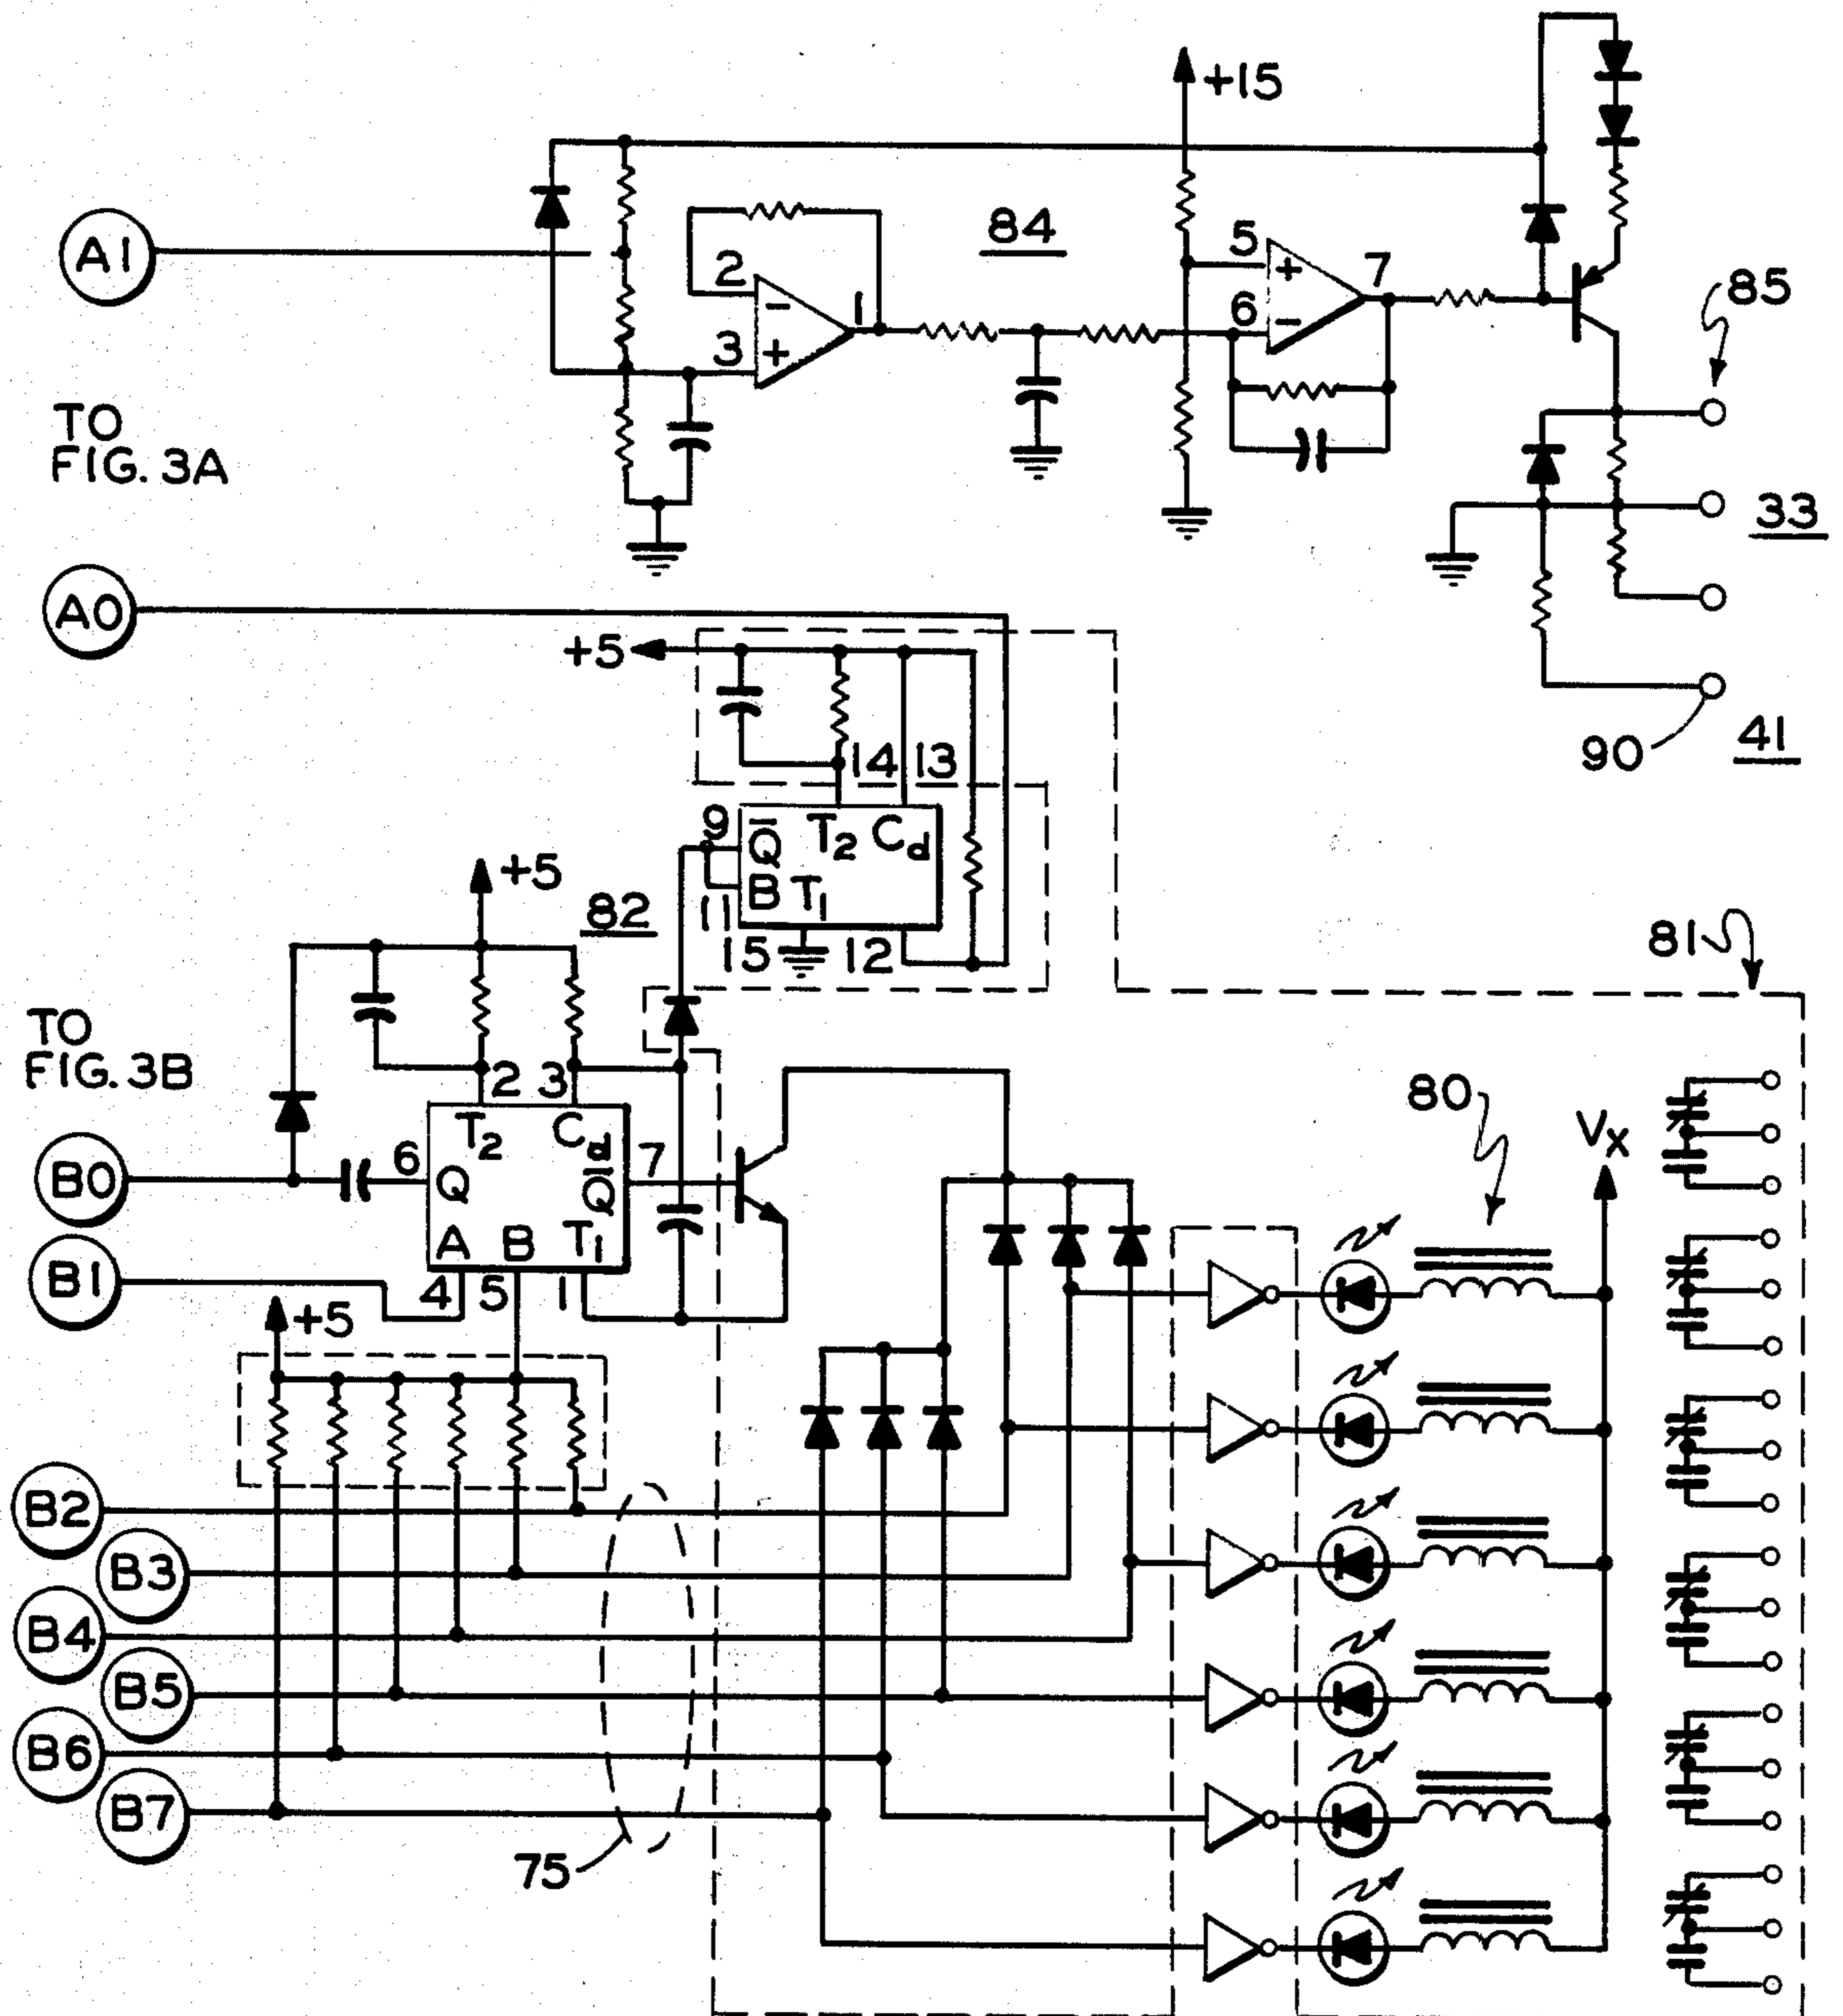 +15
A1
84
2
-
3
+
1
5
+
6
-
7
85
TO
FIG. 3A
33
A0
+5
14
13
90
41
9
Q̅
T2
Cd
11
B
T1
15
12
+5
82
81
TO
FIG. 3B
2
3
80
VX
B0
6
T2
Cd
7
Q
Q̅
B1
A
B
T1
4
5
1
+5
B2
B3
B4
B5
B6
B7
75